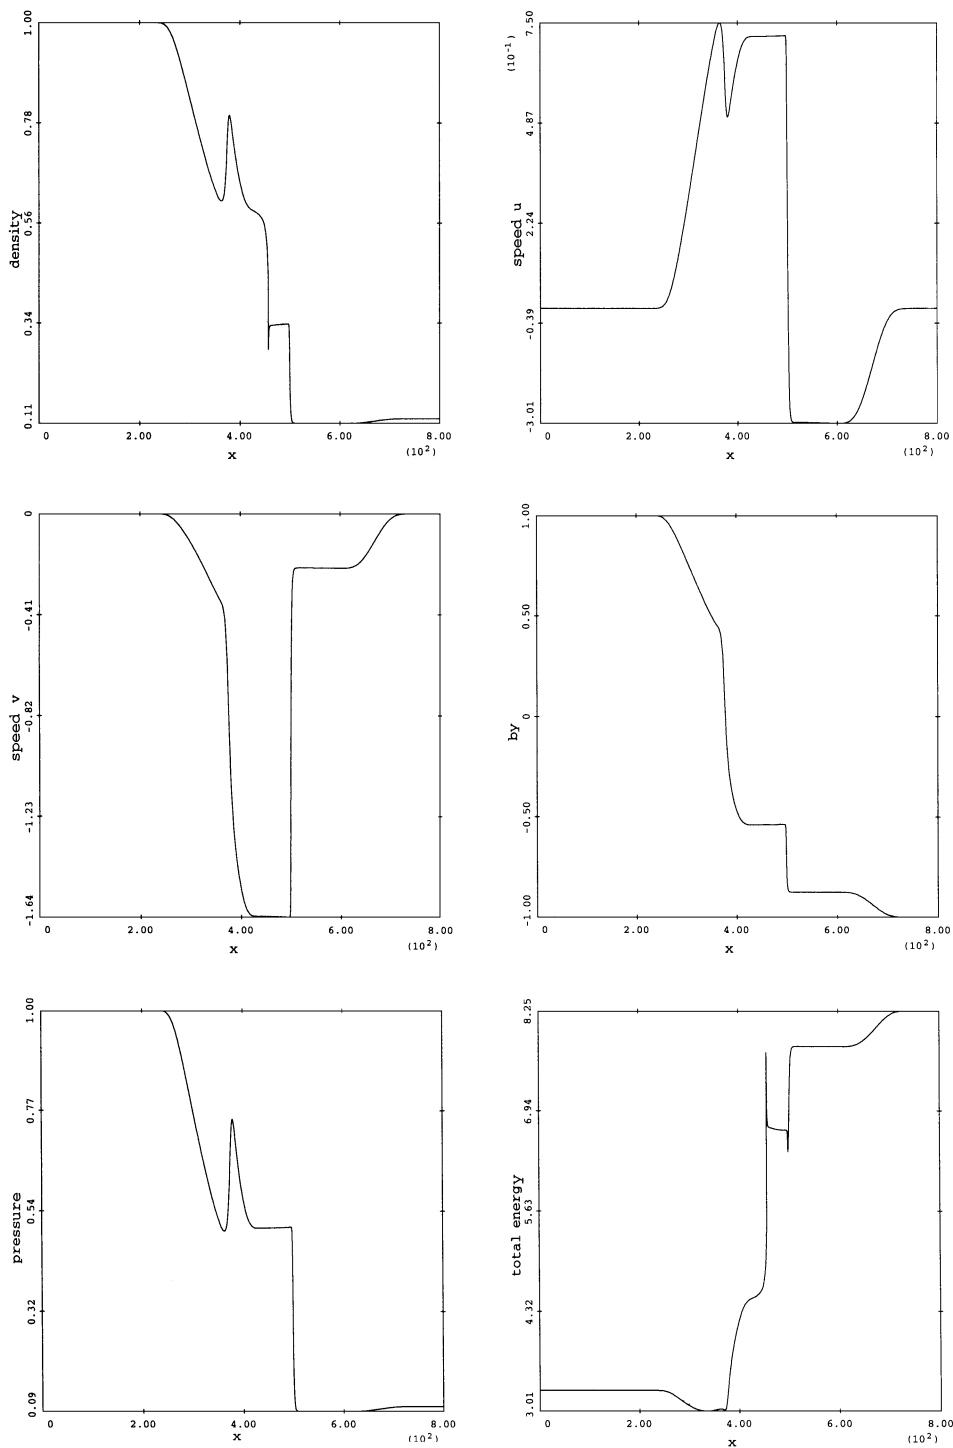 1.00
0.78
0.56
0.34
0.11
density
0 2.00 4.00 6.00 8.00
x (10²)
7.50
(10⁻¹)
4.87
2.24
-0.39
-3.01
speed u
0 2.00 4.00 6.00 8.00
x (10²)
0
-0.41
-0.82
-1.23
-1.64
speed v
0 2.00 4.00 6.00 8.00
x (10²)
1.00
0.50
0
-0.50
-1.00
by
0 2.00 4.00 6.00 8.00
x (10²)
1.00
0.77
0.54
0.32
0.09
pressure
0 2.00 4.00 6.00 8.00
x (10²)
8.25
6.94
5.63
4.32
3.01
total energy
0 2.00 4.00 6.00 8.00
x (10²)